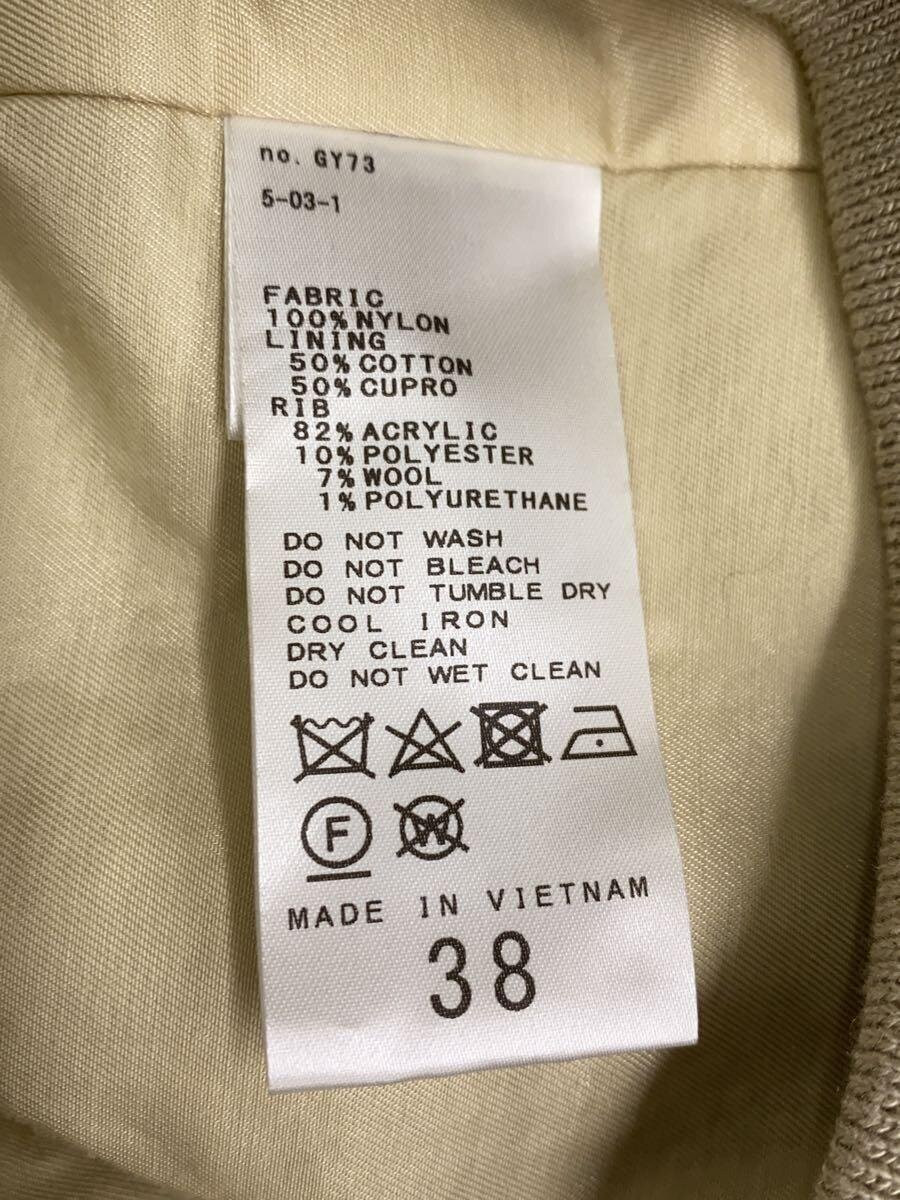 no. GY73
5-03-1
FABRIC
100% NYLON
LINING
50% COTTON
50% CUPRO
RIB
82% ACRYLIC
10% POLYESTER
7% WOOL
1% POLYURETHANE
DO NOT WASH
DO NOT BLEACH
DO NOT TUMBLE DRY
COOL IRON
DRY CLEAN
DO NOT WET CLEAN
F W
MADE IN VIETNAM
38